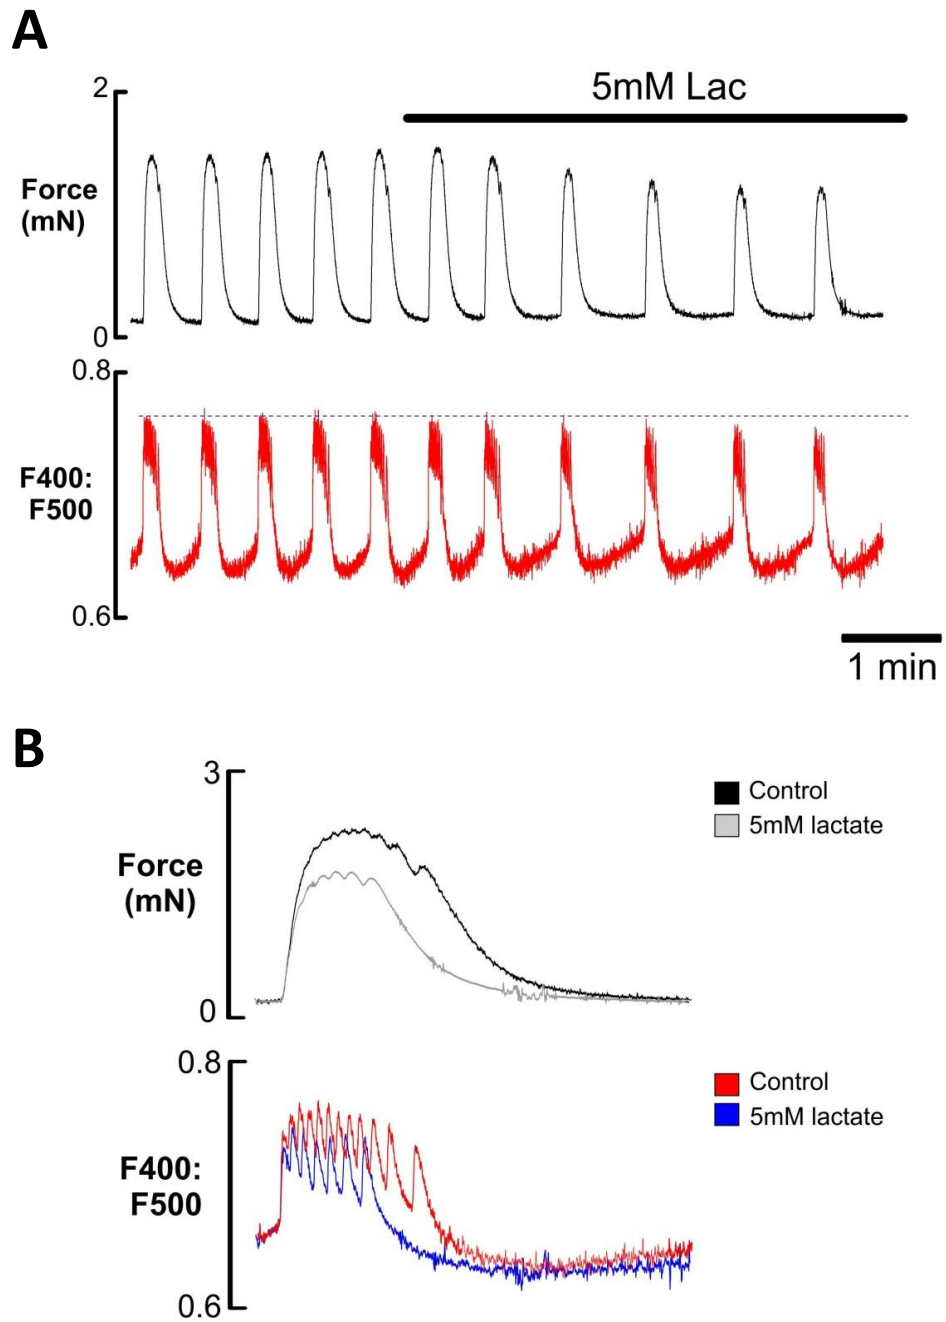 A
5mM Lac
2
Force
(mN)
0
0.8
F400:
F500
0.6
1 min
B
3
Control
5mM lactate
Force
(mN)
0
0.8
Control
5mM lactate
F400:
F500
0.6